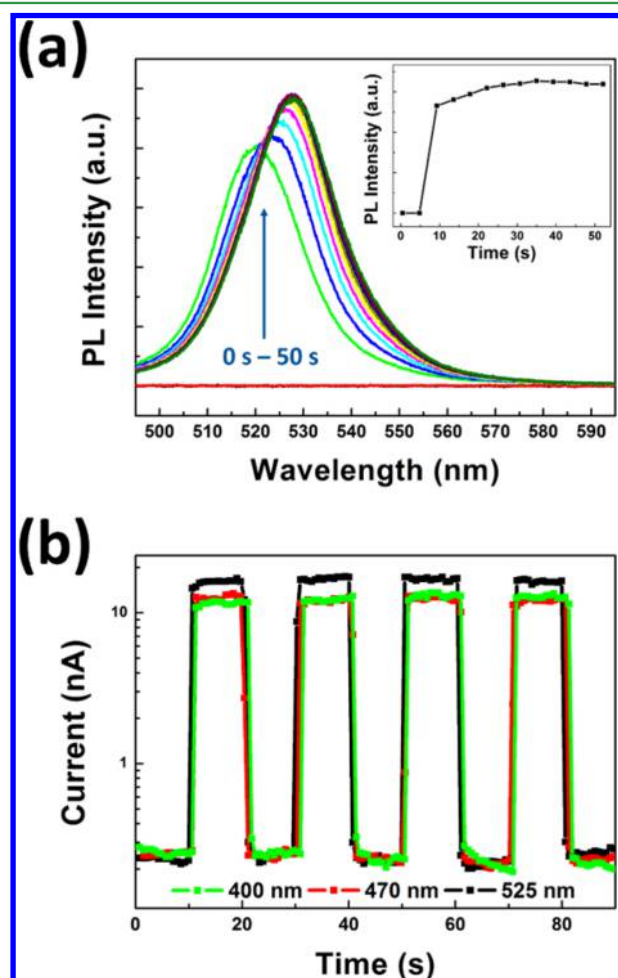 (a)
PL Intensity (a.u.)
PL Intensity (a.u.)
0 10 20 30 40 50
Time (s)
0 s – 50 s
500 510 520 530 540 550 560 570 580 590
Wavelength (nm)
(b)
Current (nA)
10
1
400 nm 470 nm 525 nm
0 20 40 60 80
Time (s)